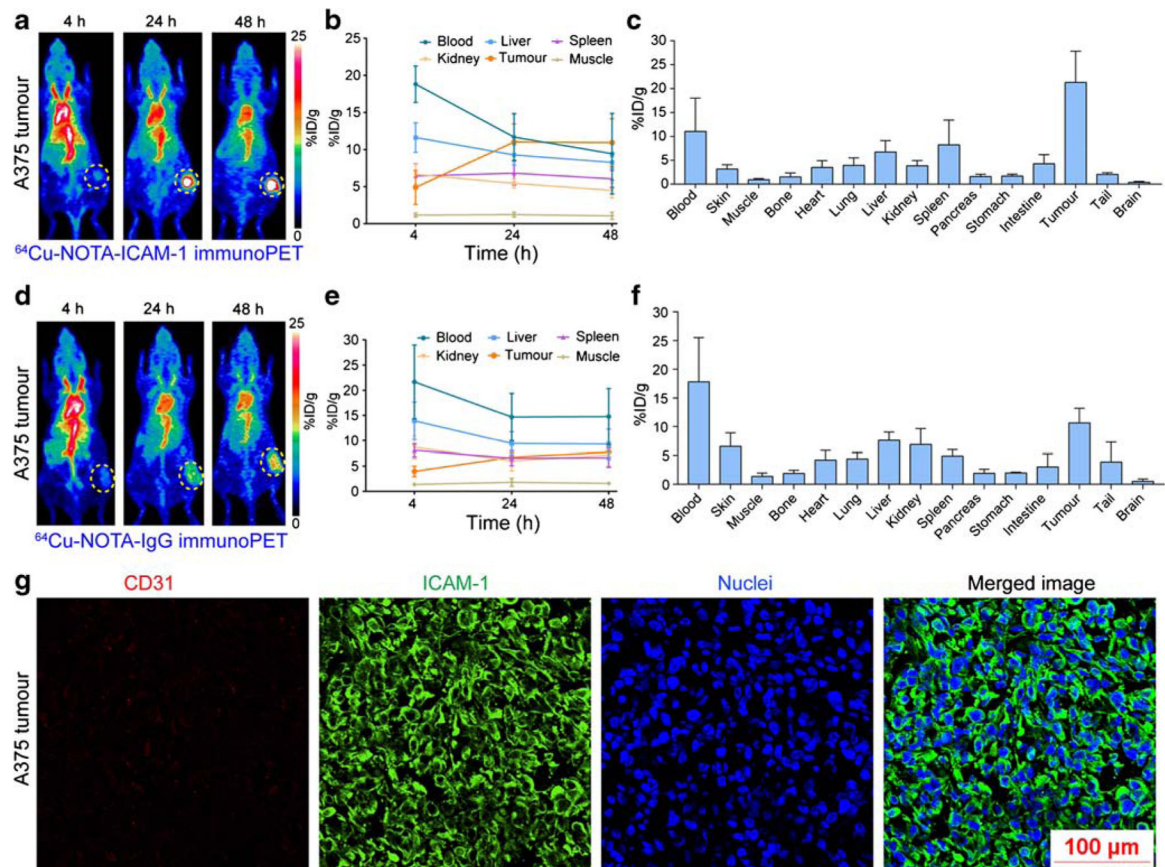 a
4 h 24 h 48 h
A375 tumour
25
%ID/g
0
⁶⁴Cu-NOTA-ICAM-1 immunoPET
b
Blood Liver Spleen
Kidney Tumour Muscle
%ID/g
25
20
15
10
5
0
4 24 48
Time (h)
c
%ID/g
30
25
20
15
10
5
0
Blood Skin Muscle Bone Heart Lung Liver Kidney Spleen Pancreas Stomach Intestine Tumour Tail Brain
d
4 h 24 h 48 h
A375 tumour
25
%ID/g
0
⁶⁴Cu-NOTA-IgG immunoPET
e
Blood Liver Spleen
Kidney Tumour Muscle
%ID/g
30
25
20
15
10
5
0
4 24 48
Time (h)
f
%ID/g
30
25
20
15
10
5
0
Blood Skin Muscle Bone Heart Lung Liver Kidney Spleen Pancreas Stomach Intestine Tumour Tail Brain
g
CD31 ICAM-1 Nuclei Merged image
A375 tumour
100 μm